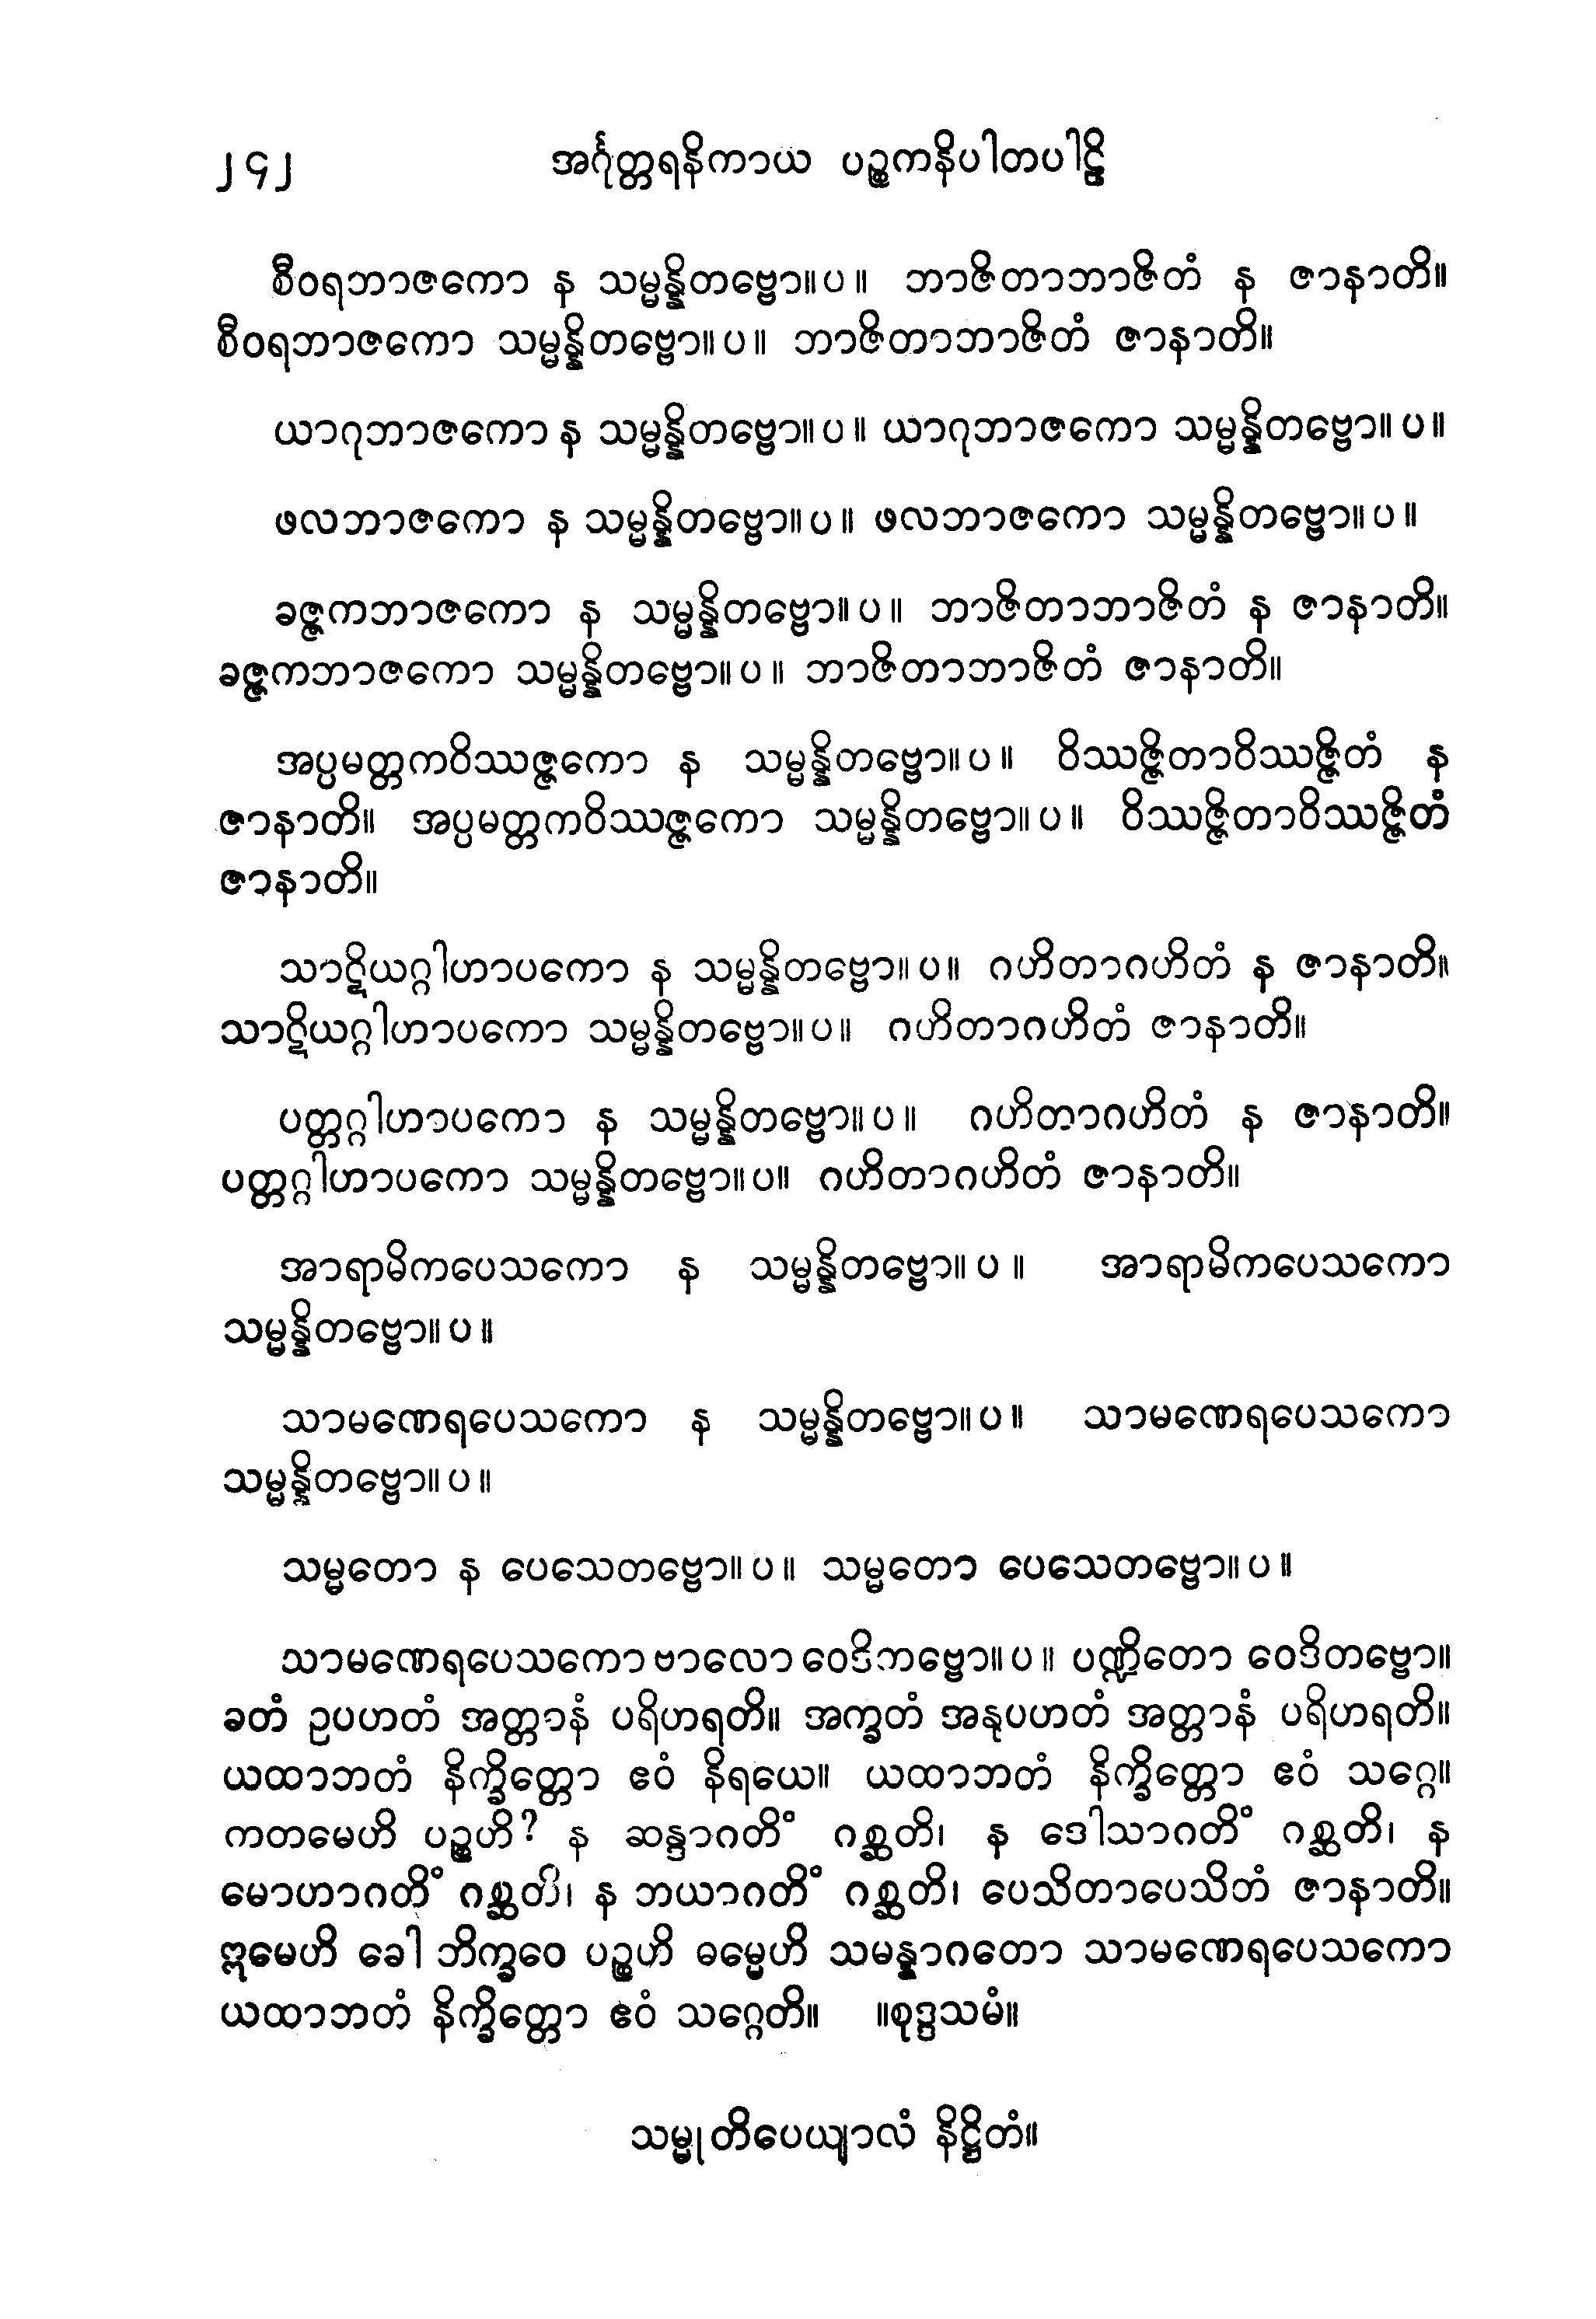 ၂၄၂ အင်္ဂုတ္တရနိကာယ ပဉ္စကနိပါတပါဠိ
စီဝရဘာဇကော န သမ္မန္နိတဗ္ဗော။ပ။ ဘာဇိတာဘာဇိတံ န ဇာနာတိ။
စီဝရဘာဇကော သမ္မန္နိတဗ္ဗော။ပ။ ဘာဇိတာဘာဇိတံ ဇာနာတိ။
ယာဂုဘာဇကော န သမ္မန္နိတဗ္ဗော။ပ။ ယာဂုဘာဇကော သမ္မန္နိတဗ္ဗော။ပ။
ဖလဘာဇကော န သမ္မန္နိတဗ္ဗော။ပ။ ဖလဘာဇကော သမ္မန္နိတဗ္ဗော။ပ။
ခဇ္ဇကဘာဇကော န သမ္မန္နိတဗ္ဗော။ပ။ ဘာဇိတာဘာဇိတံ န ဇာနာတိ။
ခဇ္ဇကဘာဇကော သမ္မန္နိတဗ္ဗော။ပ။ ဘာဇိတာဘာဇိတံ ဇာနာတိ။
အပ္ပမတ္တကဝိဿဇ္ဇကော န သမ္မန္နိတဗ္ဗော။ပ။ ဝိဿဇ္ဇိတာဝိဿဇ္ဇိတံ န
ဇာနာတိ။ အပ္ပမတ္တကဝိဿဇ္ဇကော သမ္မန္နိတဗ္ဗော။ပ။ ဝိဿဇ္ဇိတာဝိဿဇ္ဇိတံ
ဇာနာတိ။
သာဋိယဂ္ဂါဟာပကော န သမ္မန္နိတဗ္ဗော။ပ။ ဂဟိတာဂဟိတံ န ဇာနာတိ။
သာဋိယဂ္ဂါဟာပကော သမ္မန္နိတဗ္ဗော။ပ။ ဂဟိတာဂဟိတံ ဇာနာတိ။
ပတ္တဂ္ဂါဟာပကော န သမ္မန္နိတဗ္ဗော။ပ။ ဂဟိတာဂဟိတံ န ဇာနာတိ။
ပတ္တဂ္ဂါဟာပကော သမ္မန္နိတဗ္ဗော။ပ။ ဂဟိတာဂဟိတံ ဇာနာတိ။
အာရာမိကပေသကော န သမ္မန္နိတဗ္ဗော။ပ။ အာရာမိကပေသကော
သမ္မန္နိတဗ္ဗော။ပ။
သာမဏေရပေသကော န သမ္မန္နိတဗ္ဗော။ပ။ သာမဏေရပေသကော
သမ္မန္နိတဗ္ဗော။ပ။
သမ္မတော န ပေသေတဗ္ဗော။ပ။ သမ္မတော ပေသေတဗ္ဗော။ပ။
သာမဏေရပေသကော ဗာလော ဝေဒိတဗ္ဗော။ပ။ ပဏ္ဍိတော ဝေဒိတဗ္ဗော။
ခတံ ဥပဟတံ အတ္တာနံ ပရိဟရတိ။ အက္ခတံ အနုပဟတံ အတ္တာနံ ပရိဟရတိ။
ယထာဘတံ နိက္ခိတ္တော ဧဝံ နိရယေ။ ယထာဘတံ နိက္ခိတ္တော ဧဝံ သဂ္ဂေ။
ကတမေဟိ ပဉ္စဟိ? န ဆန္ဒာဂတိံ ဂစ္ဆတိ၊ န ဒေါသာဂတိံ ဂစ္ဆတိ၊ န
မောဟာဂတိံ ဂစ္ဆတိ၊ န ဘယာဂတိံ ဂစ္ဆတိ၊ ပေသိတာပေသိတံ ဇာနာတိ။
ဣမေဟိ ခေါ ဘိက္ခဝေ ပဉ္စဟိ ဓမ္မေဟိ သမန္နာဂတော သာမဏေရပေသကော
ယထာဘတံ နိက္ခိတ္တော ဧဝံ သဂ္ဂေတိ။ ။စုဒ္ဒသမံ။
သမ္မုတိပေယျာလံ နိဋ္ဌိတံ။